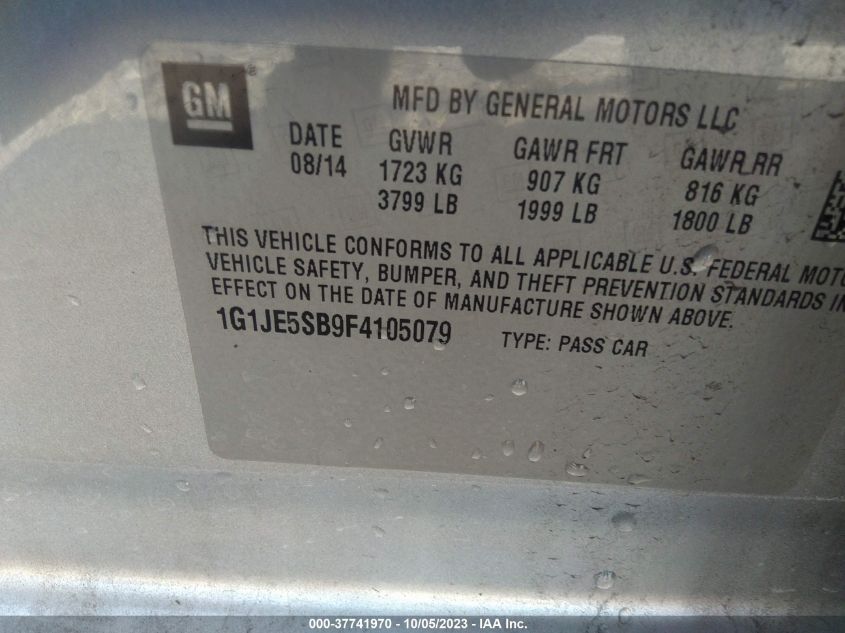 GM®
MFD BY GENERAL MOTORS LLC
DATE GVWR GAWR FRT GAWR RR
08/14 1723 KG 907 KG 816 KG
3799 LB 1999 LB 1800 LB
THIS VEHICLE CONFORMS TO ALL APPLICABLE U.S. FEDERAL MOTO
VEHICLE SAFETY, BUMPER, AND THEFT PREVENTION STANDARDS IN
EFFECT ON THE DATE OF MANUFACTURE SHOWN ABOVE.
1G1JE5SB9F4105079 TYPE: PASS CAR
000-37741970 - 10/05/2023 - IAA Inc.